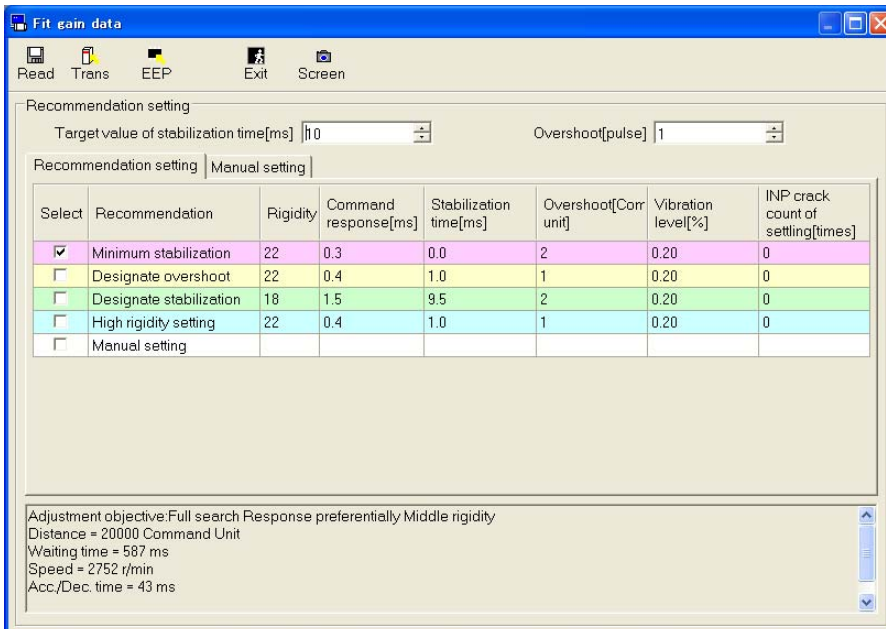 Fit gain data
Read Trans EEP Exit Screen
Recommendation setting
Target value of stabilization time[ms] 10 Overshoot[pulse] 1
Recommendation setting Manual setting
Select Recommendation Rigidity Command response[ms] Stabilization time[ms] Overshoot[Com unit] Vibration level[%] INP crack count of settling[times]
Minimum stabilization 22 0.3 0.0 2 0.20 0
Designate overshoot 22 0.4 1.0 1 0.20 0
Designate stabilization 18 1.5 9.5 2 0.20 0
High rigidity setting 22 0.4 1.0 1 0.20 0
Manual setting
Adjustment objective:Full search Response preferentially Middle rigidity
Distance = 20000 Command Unit
Waiting time = 587 ms
Speed = 2752 r/min
Acc./Dec. time = 43 ms